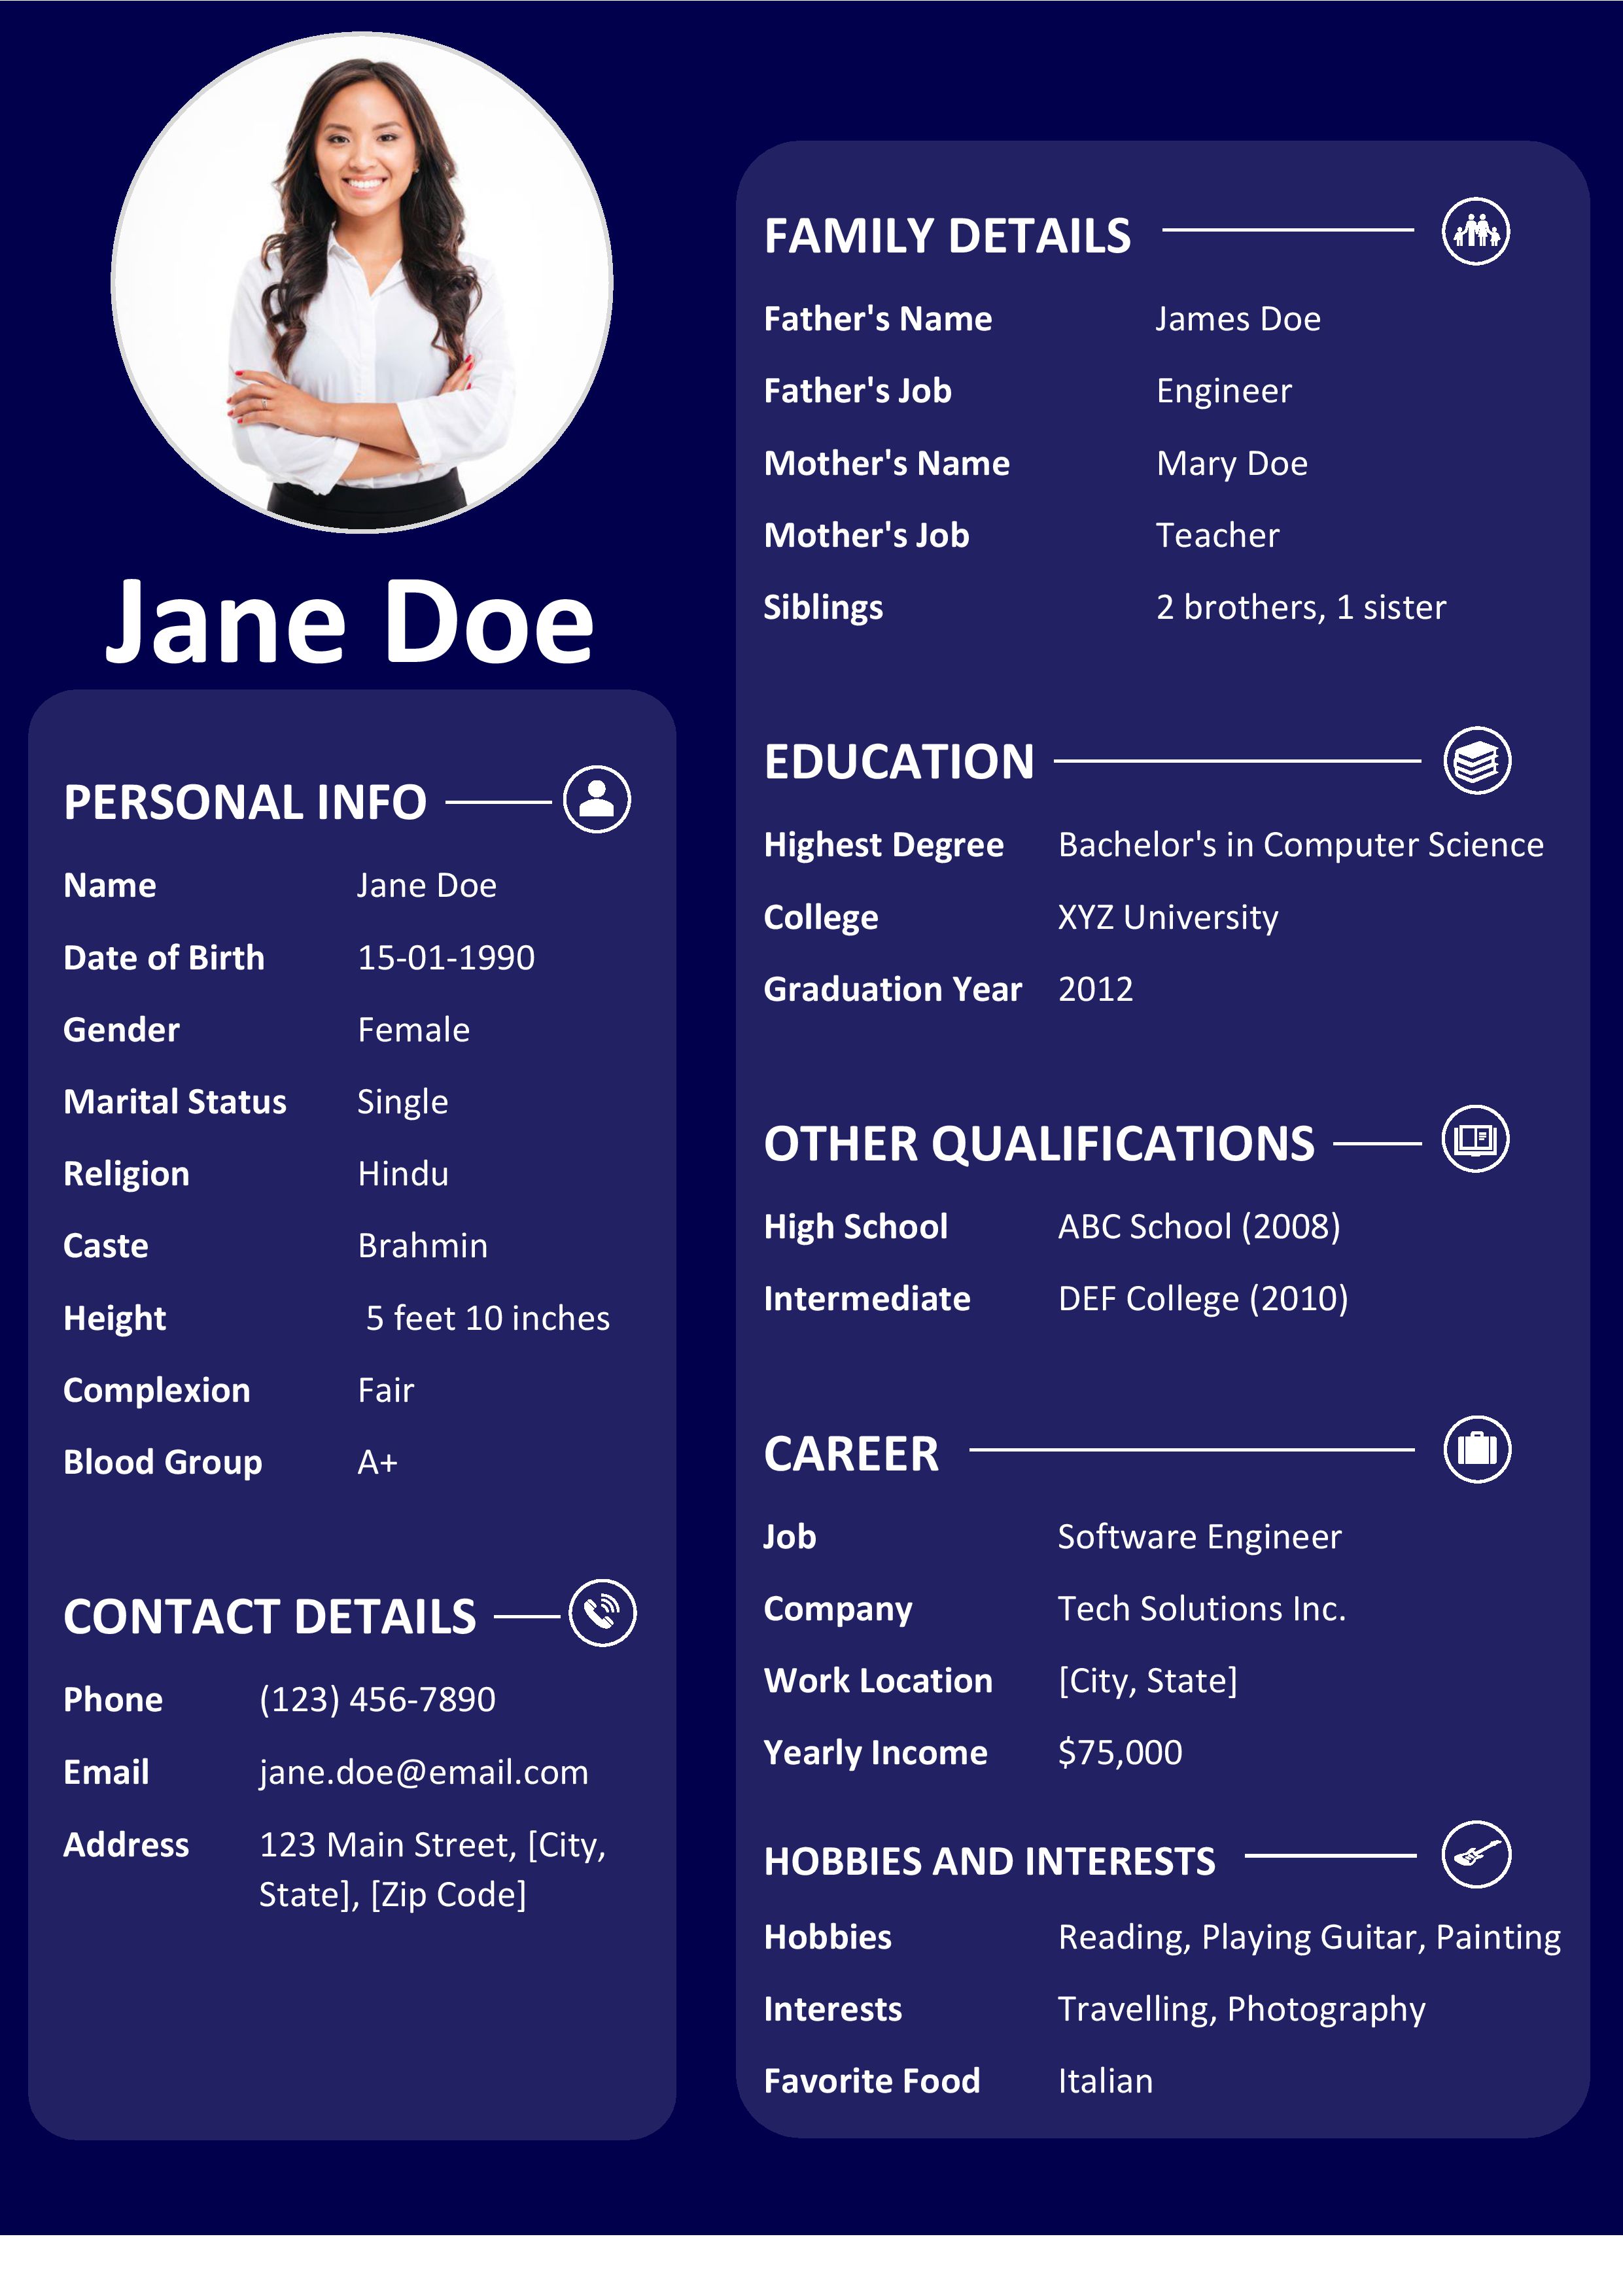 Jane Doe
PERSONAL INFO
Name Jane Doe
Date of Birth 15-01-1990
Gender Female
Marital Status Single
Religion Hindu
Caste Brahmin
Height 5 feet 10 inches
Complexion Fair
Blood Group A+
CONTACT DETAILS
Phone (123) 456-7890
Email jane.doe@email.com
Address 123 Main Street, [City,
State], [Zip Code]
FAMILY DETAILS
Father's Name James Doe
Father's Job Engineer
Mother's Name Mary Doe
Mother's Job Teacher
Siblings 2 brothers, 1 sister
EDUCATION
Highest Degree Bachelor's in Computer Science
College XYZ University
Graduation Year 2012
OTHER QUALIFICATIONS
High School ABC School (2008)
Intermediate DEF College (2010)
CAREER
Job Software Engineer
Company Tech Solutions Inc.
Work Location [City, State]
Yearly Income $75,000
HOBBIES AND INTERESTS
Hobbies Reading, Playing Guitar, Painting
Interests Travelling, Photography
Favorite Food Italian